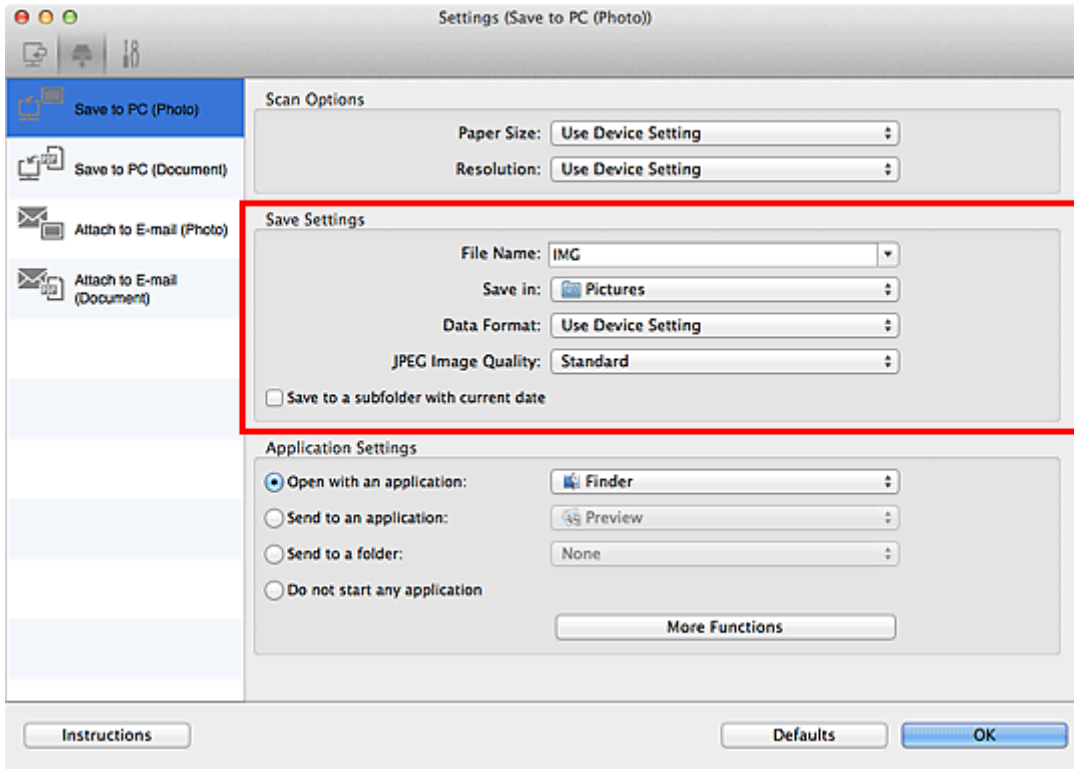 Settings (Save to PC (Photo))
Save to PC (Photo)
Save to PC (Document)
Attach to E-mail (Photo)
Attach to E-mail
(Document)
Scan Options
Paper Size: Use Device Setting
Resolution: Use Device Setting
Save Settings
File Name: IMG
Save in: Pictures
Data Format: Use Device Setting
JPEG Image Quality: Standard
Save to a subfolder with current date
Application Settings
Open with an application: Finder
Send to an application: Preview
Send to a folder: None
Do not start any application
More Functions
Instructions
Defaults
OK